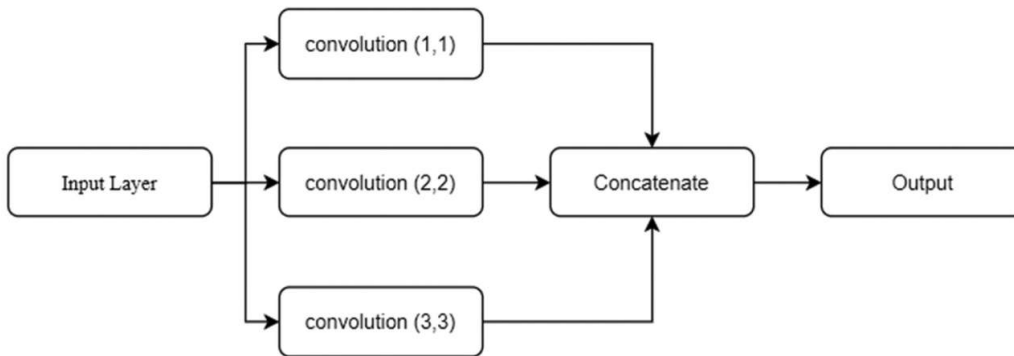 convolution (1,1)
Input Layer
convolution (2,2)
Concatenate
Output
convolution (3,3)